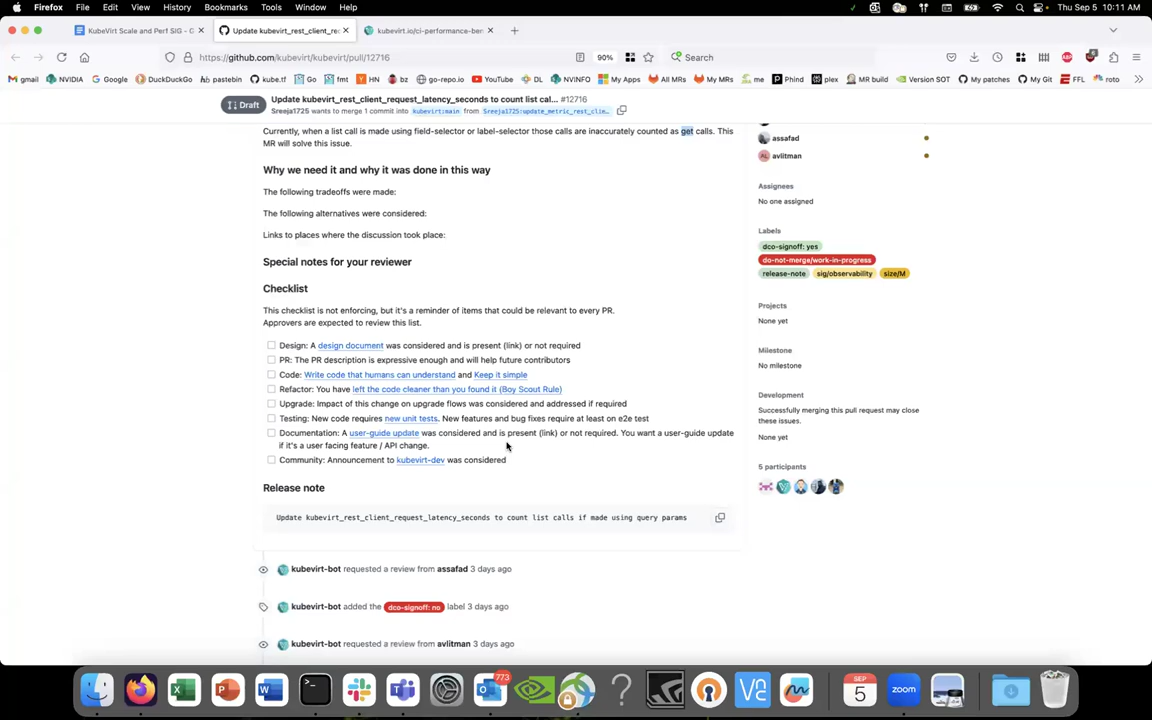 Firefox File Edit View History Bookmarks Tools Window Help
Thu Sep 5 10:11 AM
KubeVirt Scale and Perf SIG - G
Update kubevirt_rest_client_re
kubevirt.io/ci-performance-ben
https://github.com/kubevirt/kubevirt/pull/12716
90%
Search
gmail NVIDIA Google DuckDuckGo pastebin kube.tf Go fmt HN bz go-repo.io YouTube DL NVINFO My Apps All MRs My MRs me Phind plex MR build Version SOT My patches My Git FFL roto
Draft
Update kubevirt_rest_client_request_latency_seconds to count list cal... #12716
Sreeja1725 wants to merge 1 commit into kubevirt:main from Sreeja1725:update_metric_rest_clie...
Currently, when a list call is made using field-selector or label-selector those calls are inaccurately counted as get calls. This
MR will solve this issue.
Why we need it and why it was done in this way
The following tradeoffs were made:
The following alternatives were considered:
Links to places where the discussion took place:
Special notes for your reviewer
Checklist
This checklist is not enforcing, but it's a reminder of items that could be relevant to every PR.
Approvers are expected to review this list.
Design: A design document was considered and is present (link) or not required
PR: The PR description is expressive enough and will help future contributors
Code: Write code that humans can understand and Keep it simple
Refactor: You have left the code cleaner than you found it (Boy Scout Rule)
Upgrade: Impact of this change on upgrade flows was considered and addressed if required
Testing: New code requires new unit tests. New features and bug fixes require at least on e2e test
Documentation: A user-guide update was considered and is present (link) or not required. You want a user-guide update
if it's a user facing feature / API change.
Community: Announcement to kubevirt-dev was considered
Release note
Update kubevirt_rest_client_request_latency_seconds to count list calls if made using query params
kubevirt-bot requested a review from assafad 3 days ago
kubevirt-bot added the dco-signoff: no label 3 days ago
kubevirt-bot requested a review from avlitman 3 days ago
assafad
AL avlitman
Assignees
No one assigned
Labels
dco-signoff: yes
do-not-merge/work-in-progress
release-note sig/observability size/M
Projects
None yet
Milestone
No milestone
Development
Successfully merging this pull request may close
these issues.
None yet
5 participants
773
SEP
5
zoom